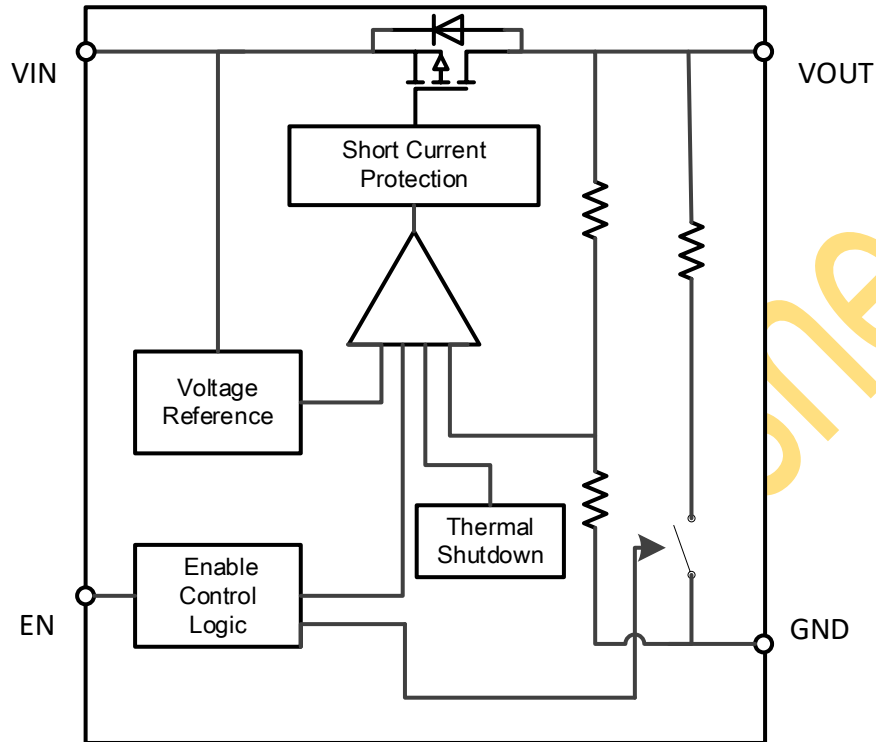 VIN
VOUT
Short Current
Protection
Voltage
Reference
Thermal
Shutdown
Enable
Control
Logic
EN
GND